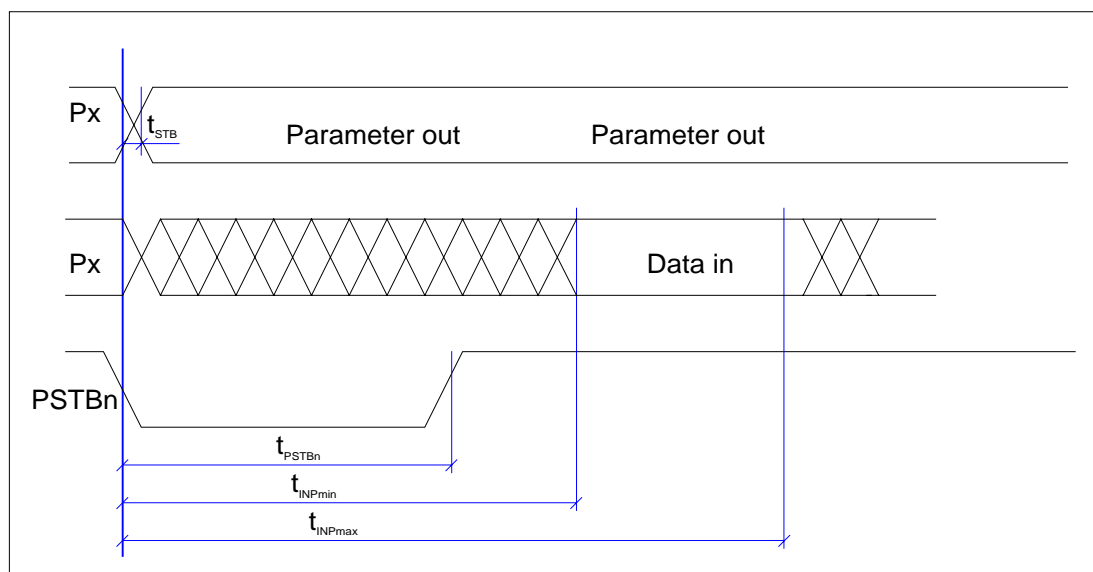 Px
tSTB
Parameter out Parameter out
Px
Data in
PSTBn
tPSTBn
tINPmin
tINPmax